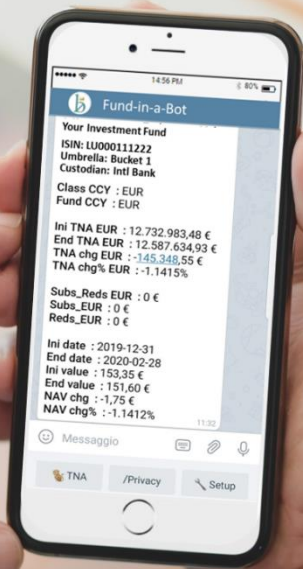 14:56 PM
80%
Fund-in-a-Bot
Your Investment Fund
ISIN: LU000111222
Umbrella: Bucket 1
Custodian: Intl Bank
Class CCY : EUR
Fund CCY : EUR
Ini TNA EUR : 12.732.983,48 €
End TNA EUR : 12.587.634,93 €
TNA chg EUR : -145.348,55 €
TNA chg% EUR : -1.1415%
Subs_Reds EUR : 0 €
Subs_EUR : 0 €
Reds_EUR : 0 €
Ini date : 2019-12-31
End date : 2020-02-28
Ini value : 153,35 €
End value : 151,60 €
NAV chg : -1,75 €
NAV chg% : -1.1412%
11:32
Messaggio
TNA
/Privacy
Setup